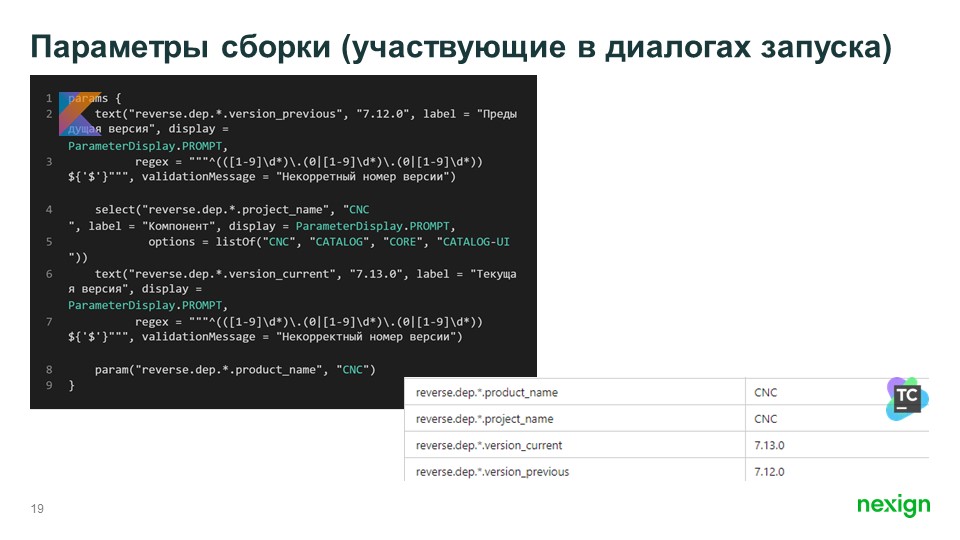 Параметры сборки (участвующие в диалогах запуска)
1 params {
2 text("reverse.dep.*.version_previous", "7.12.0", label = "Преды
дущая версия", display =
ParameterDisplay.PROMPT,
3 regex = """^(([1-9]\d*)\.(0|[1-9]\d*)\.(0|[1-9]\d*))
${'$'}""", validationMessage = "Некорретный номер версии")
4 select("reverse.dep.*.project_name", "CNC
", label = "Компонент", display = ParameterDisplay.PROMPT,
5 options = listOf("CNC", "CATALOG", "CORE", "CATALOG-UI
"))
6 text("reverse.dep.*.version_current", "7.13.0", label = "Текуща
я версия", display =
ParameterDisplay.PROMPT,
7 regex = """^(([1-9]\d*)\.(0|[1-9]\d*)\.(0|[1-9]\d*))
${'$'}""", validationMessage = "Некорректный номер версии")
8 param("reverse.dep.*.product_name", "CNC")
9 }
reverse.dep.*.product_name CNC
reverse.dep.*.project_name CNC
reverse.dep.*.version_current 7.13.0
reverse.dep.*.version_previous 7.12.0
TC
19
nexign